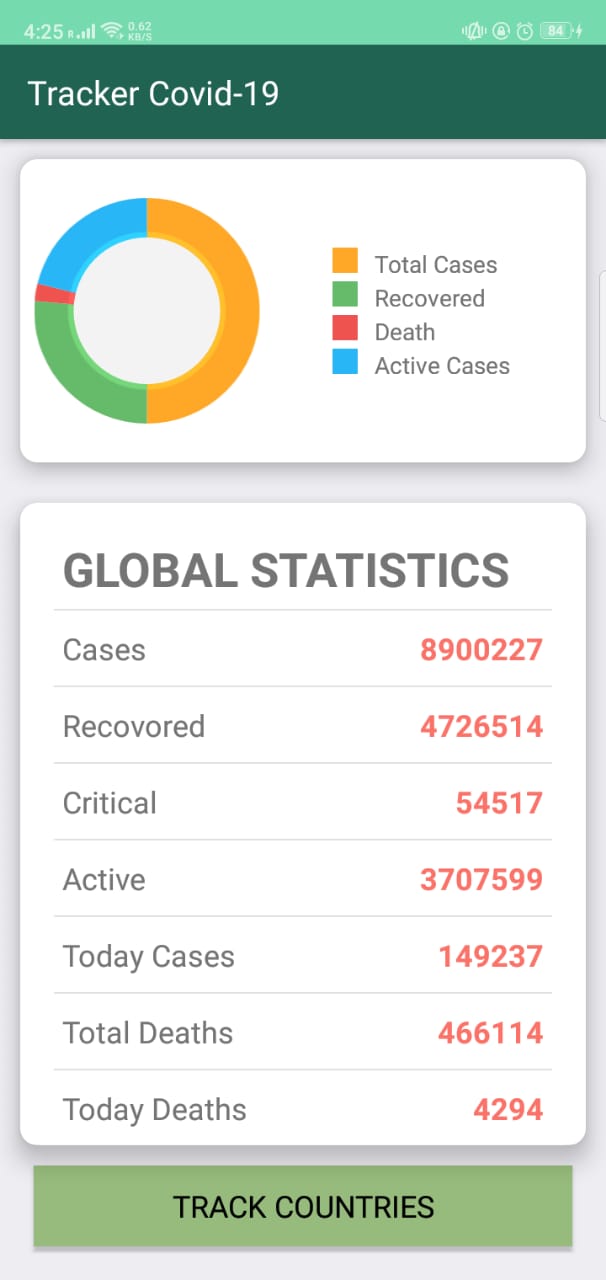 4:25 R 0.62 KB/S 84
Tracker Covid-19
Total Cases
Recovered
Death
Active Cases
GLOBAL STATISTICS
Cases 8900227
Recovored 4726514
Critical 54517
Active 3707599
Today Cases 149237
Total Deaths 466114
Today Deaths 4294
TRACK COUNTRIES